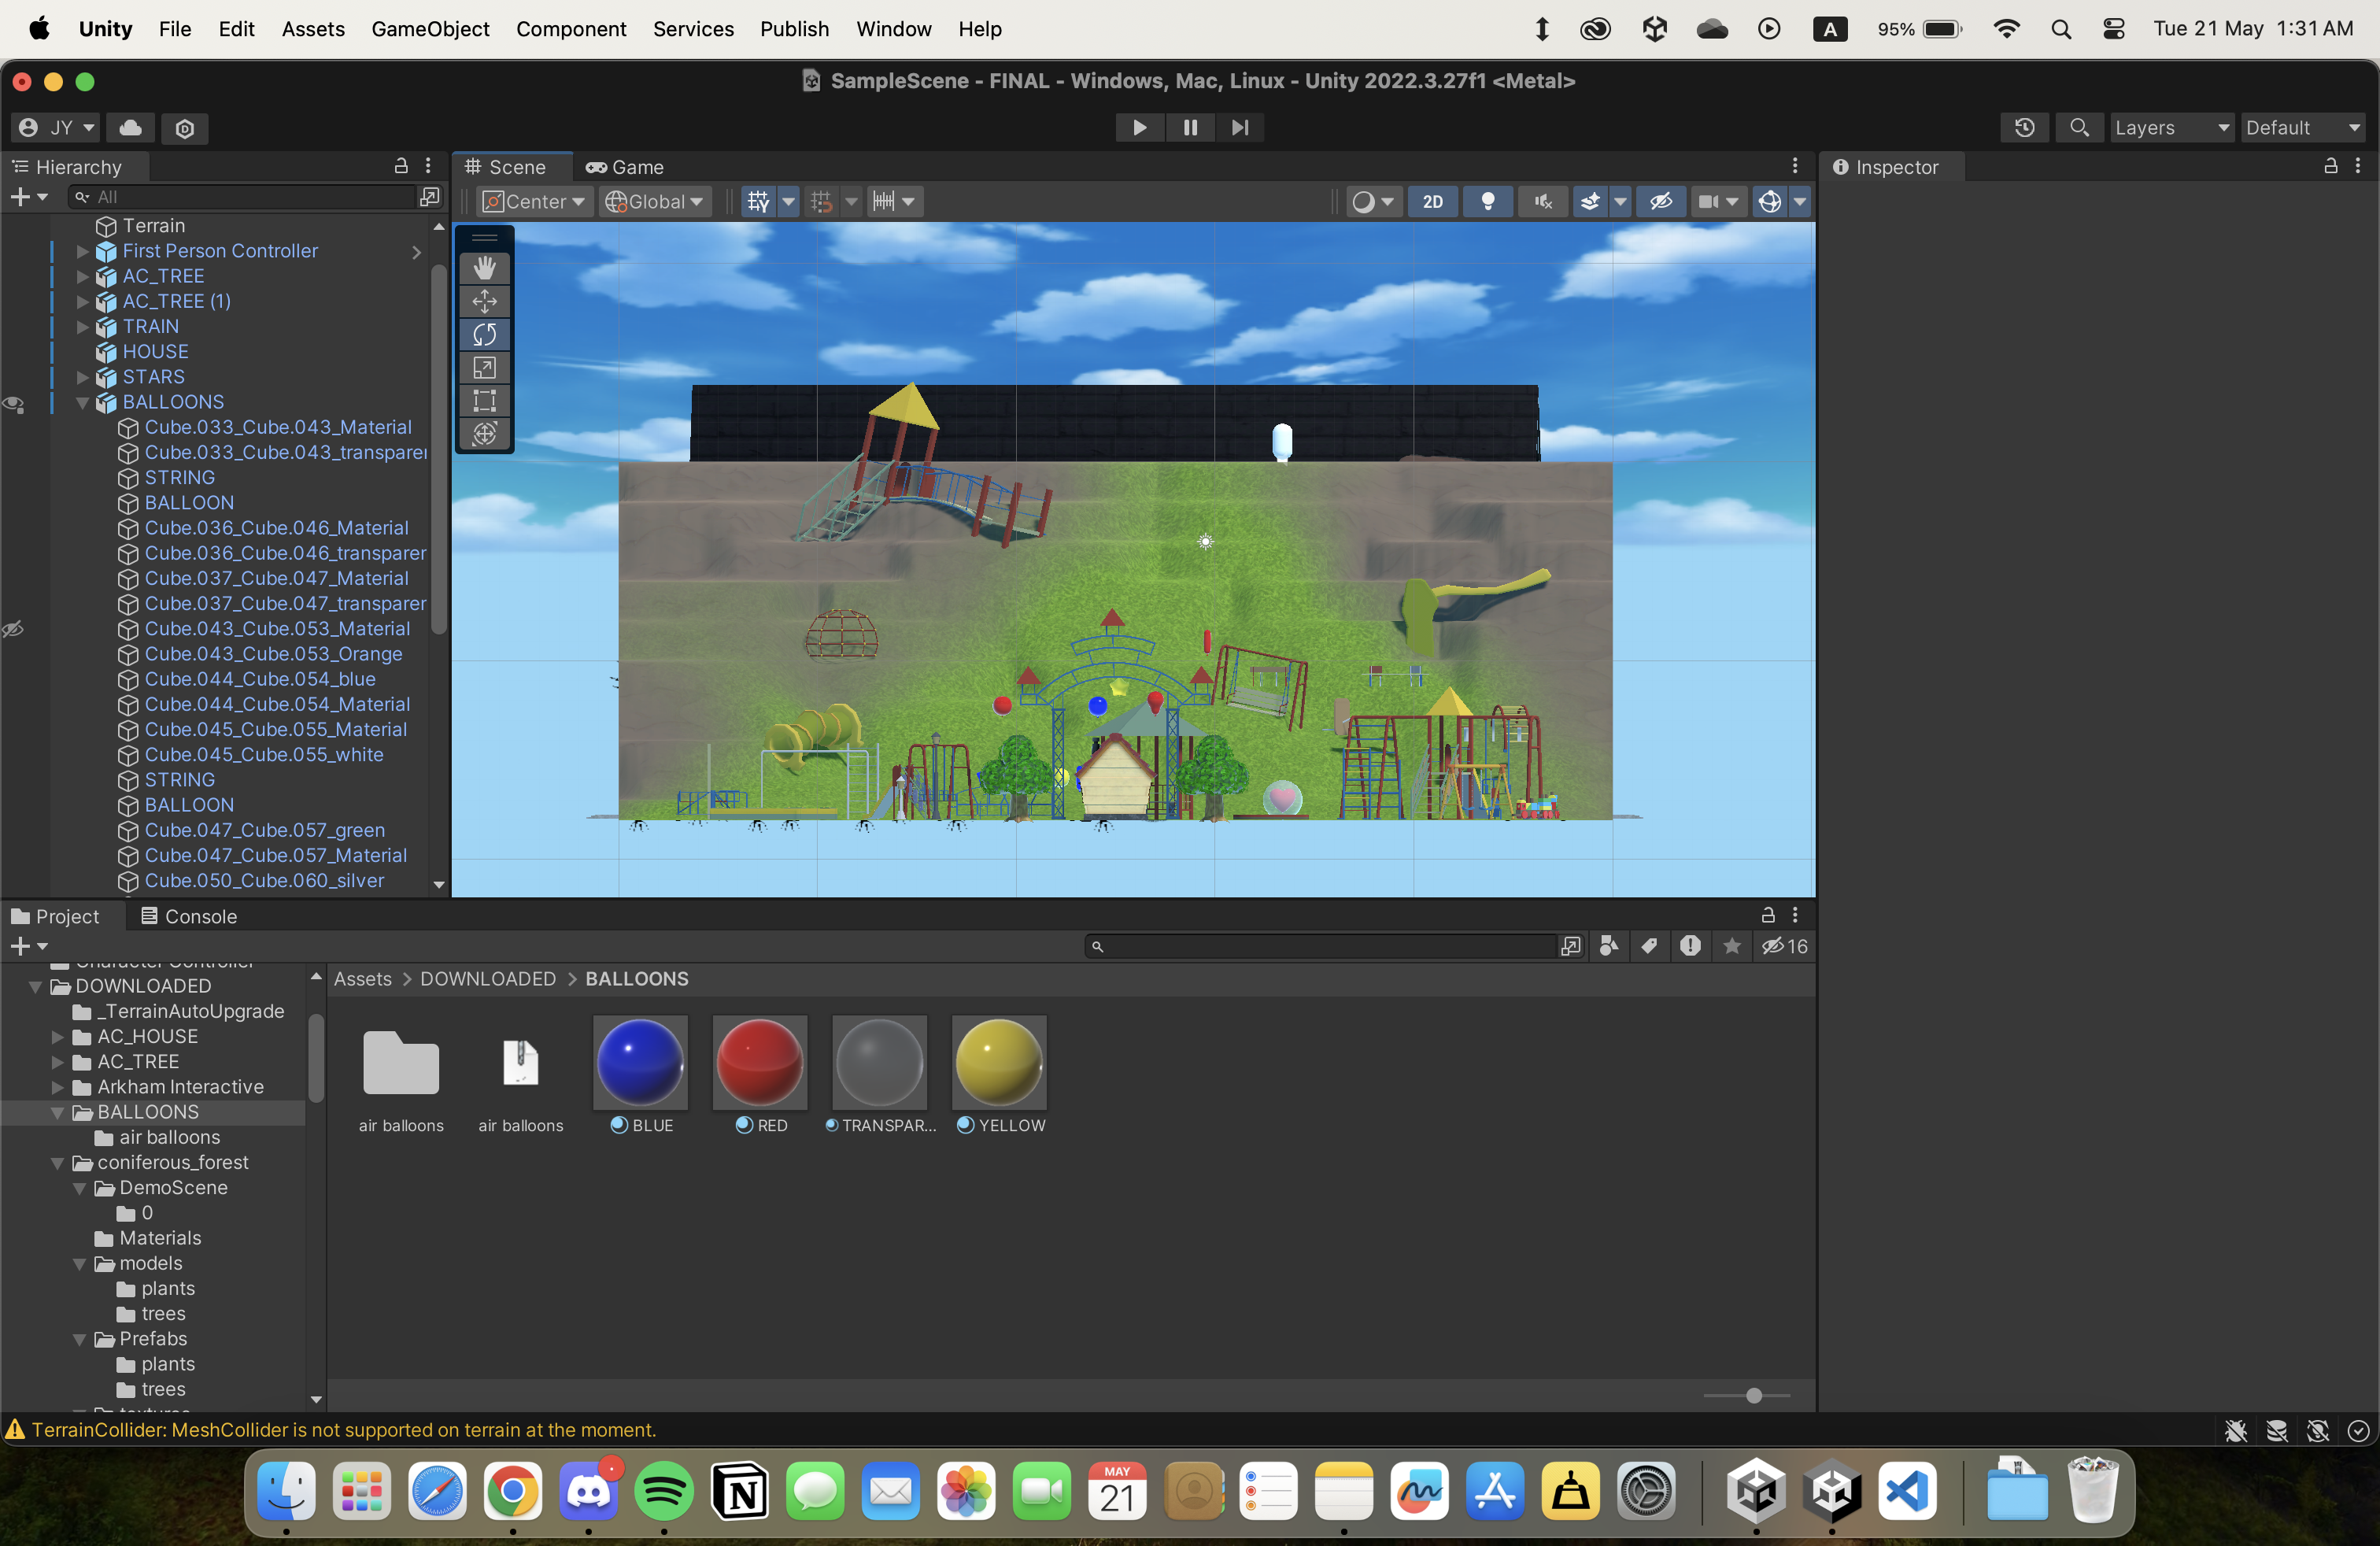 Unity File Edit Assets GameObject Component Services Publish Window Help A 95% Tue 21 May 1:31 AM
SampleScene - FINAL - Windows, Mac, Linux - Unity 2022.3.27f1 <Metal>
JY Layers Default
Hierarchy
All
Terrain
First Person Controller
AC_TREE
AC_TREE (1)
TRAIN
HOUSE
STARS
BALLOONS
Cube.033_Cube.043_Material
Cube.033_Cube.043_transparer
STRING
BALLOON
Cube.036_Cube.046_Material
Cube.036_Cube.046_transparer
Cube.037_Cube.047_Material
Cube.037_Cube.047_transparer
Cube.043_Cube.053_Material
Cube.043_Cube.053_Orange
Cube.044_Cube.054_blue
Cube.044_Cube.054_Material
Cube.045_Cube.055_Material
Cube.045_Cube.055_white
STRING
BALLOON
Cube.047_Cube.057_green
Cube.047_Cube.057_Material
Cube.050_Cube.060_silver
Scene Game
Center Global 2D
Inspector
Project Console
16
Character Controller
DOWNLOADED
_TerrainAutoUpgrade
AC_HOUSE
AC_TREE
Arkham Interactive
BALLOONS
air balloons
coniferous_forest
DemoScene
0
Materials
models
plants
trees
Prefabs
plants
trees
textures
Assets > DOWNLOADED > BALLOONS
air balloons air balloons BLUE RED TRANSPAR... YELLOW
TerrainCollider: MeshCollider is not supported on terrain at the moment.
MAY
21